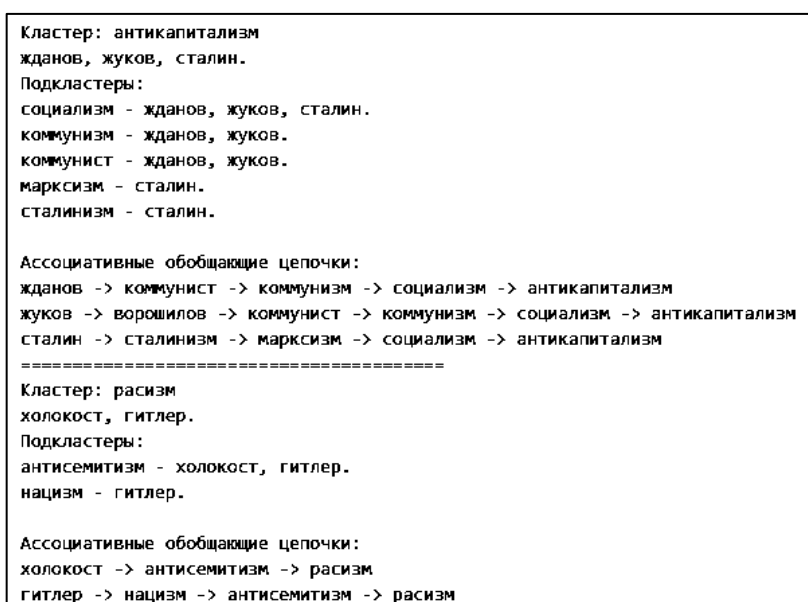 Кластер: антикапитализм
жданов, жуков, сталин.
Подкластеры:
социализм - жданов, жуков, сталин.
коммунизм - жданов, жуков.
коммунист - жданов, жуков.
марксизм - сталин.
сталинизм - сталин.
Ассоциативные обобщающие цепочки:
жданов -> коммунист -> коммунизм -> социализм -> антикапитализм
жуков -> ворошилов -> коммунист -> коммунизм -> социализм -> антикапитализм
сталин -> сталинизм -> марксизм -> социализм -> антикапитализм
=========================================
Кластер: расизм
холокост, гитлер.
Подкластеры:
антисемитизм - холокост, гитлер.
нацизм - гитлер.
Ассоциативные обобщающие цепочки:
холокост -> антисемитизм -> расизм
гитлер -> нацизм -> антисемитизм -> расизм